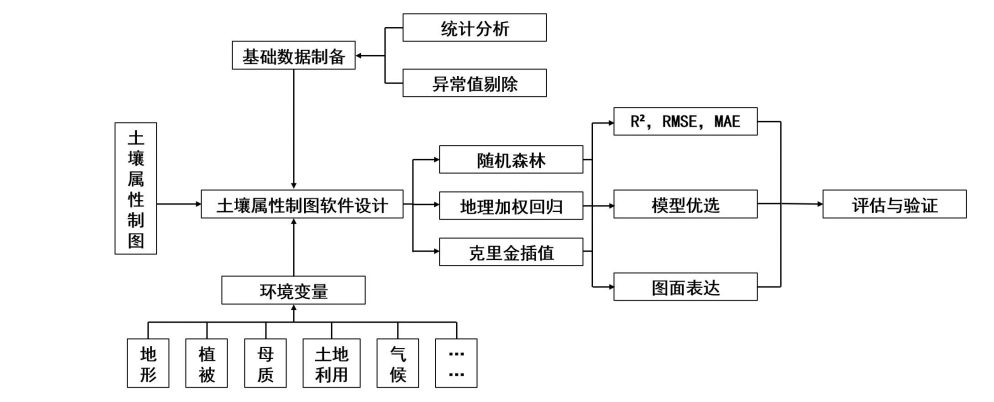 统计分析
基础数据制备
异常值剔除
土壤属性制图
R², RMSE, MAE
随机森林
土壤属性制图软件设计
地理加权回归
模型优选
评估与验证
克里金插值
环境变量
图面表达
地形
植被
母质
土地
利用
气候
……